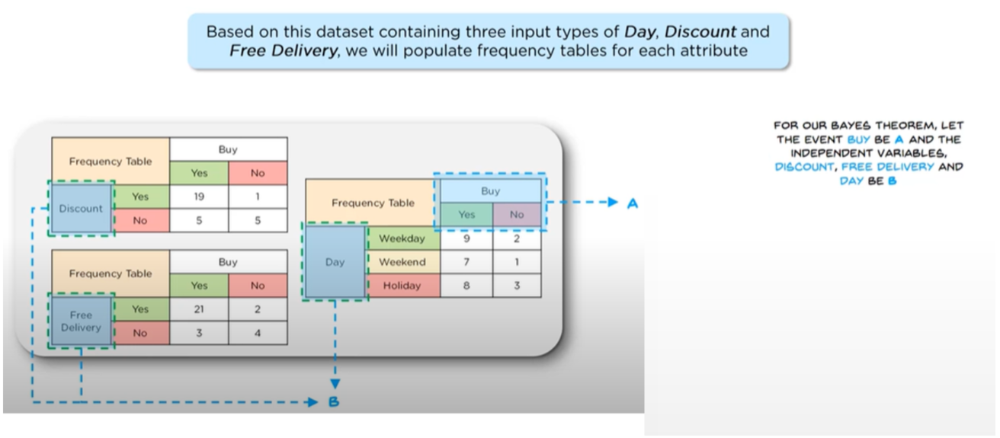 Based on this dataset containing three input types of Day, Discount and
Free Delivery, we will populate frequency tables for each attribute
FOR OUR BAYES THEOREM, LET
THE EVENT BUY BE A AND THE
INDEPENDENT VARIABLES,
DISCOUNT, FREE DELIVERY AND
DAY BE B
Frequency Table Buy
Yes No
Discount Yes 19 1
No 5 5
Frequency Table Buy
Yes No
Free
Delivery Yes 21 2
No 3 4
Frequency Table Buy
Yes No
Day Weekday 9 2
Weekend 7 1
Holiday 8 3
A
B